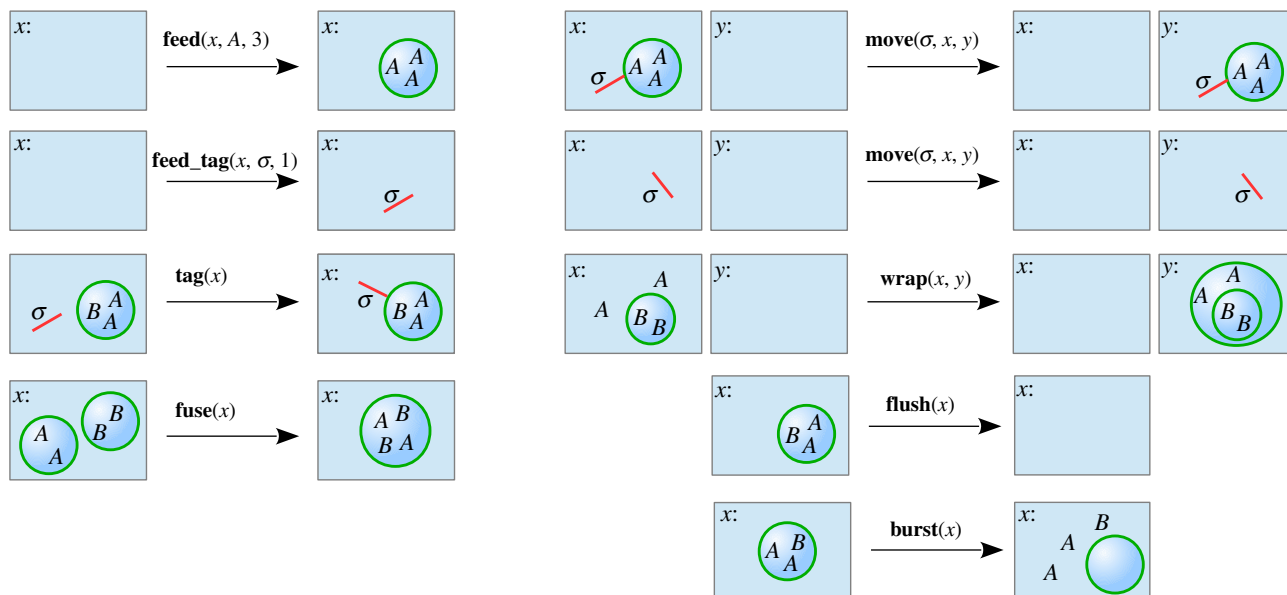 x:
feed(x, A, 3)
x:
A A
A
x:
feed_tag(x, σ, 1)
x:
σ
σ
B A
A
tag(x)
x:
σ
B A
A
x:
A
A
B
B
fuse(x)
x:
A B
B A
x:
σ
A A
A
y:
move(σ, x, y)
x:
y:
σ
A A
A
x:
σ
y:
move(σ, x, y)
x:
y:
σ
x:
A
A
B
B
y:
wrap(x, y)
x:
y:
A
A
B
B
x:
B A
A
flush(x)
x:
x:
A B
A
burst(x)
x:
B
A
A